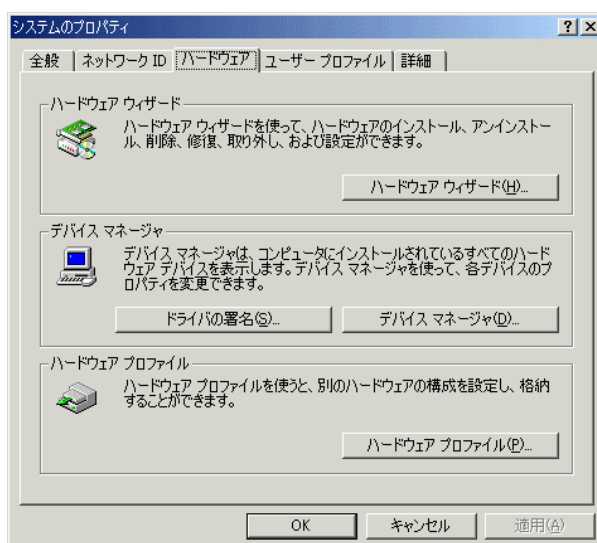 システムのプロパティ
全般
ネットワーク ID
ハードウェア
ユーザー プロファイル
詳細
ハードウェア ウィザード
ハードウェア ウィザードを使って、ハードウェアのインストール、アンインストー
ル、削除、修復、取り外し、および設定ができます。
ハードウェア ウィザード(H)...
デバイス マネージャ
デバイス マネージャは、コンピュータにインストールされているすべてのハード
ウェア デバイスを表示します。デバイス マネージャを使って、各デバイスのプ
ロパティを変更できます。
ドライバの署名(S)...
デバイス マネージャ(D)...
ハードウェア プロファイル
ハードウェア プロファイルを使うと、別のハードウェアの構成を設定し、格納
することができます。
ハードウェア プロファイル(P)...
OK
キャンセル
適用(A)